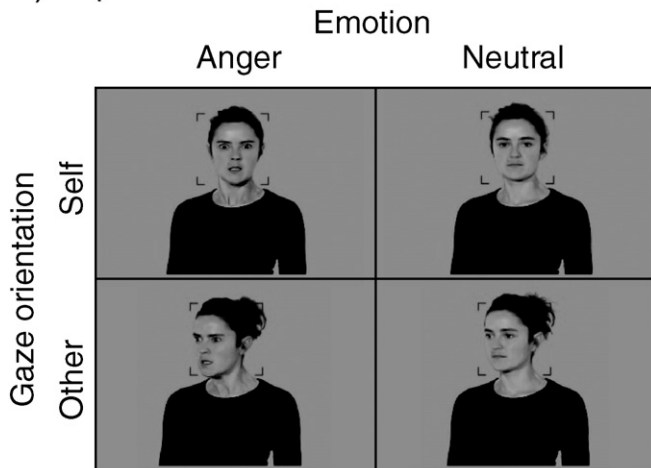 Emotion
Anger Neutral
Gaze orientation
Self
Other